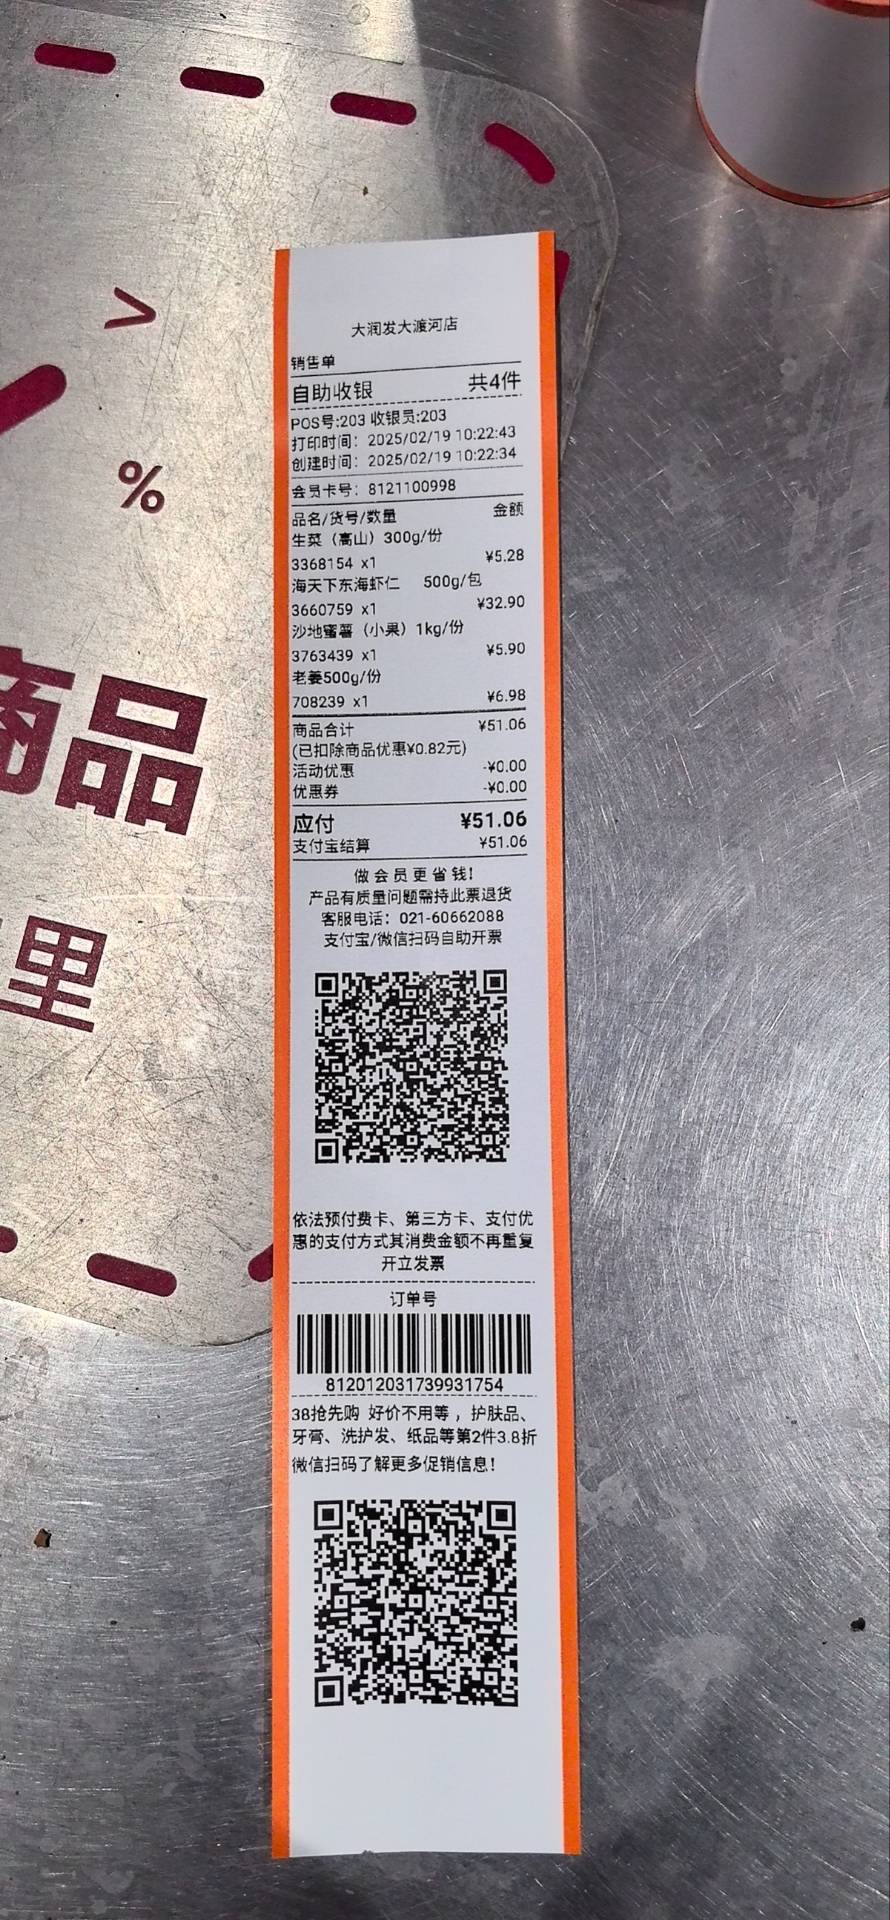 大润发大渡河店
销售单
自助收银 共4件
POS号:203 收银员:203
打印时间：2025/02/19 10:22:43
创建时间：2025/02/19 10:22:34
会员卡号：8121100998
品名/货号/数量 金额
生菜（高山）300g/份
3368154 x1 ¥5.28
海天下东海虾仁 500g/包
3660759 x1 ¥32.90
沙地蜜薯（小果）1kg/份
3763439 x1 ¥5.90
老姜500g/份
708239 x1 ¥6.98
商品合计 ¥51.06
(已扣除商品优惠¥0.82元)
活动优惠 -¥0.00
优惠券 -¥0.00
应付 ¥51.06
支付宝结算 ¥51.06
做会员更省钱!
产品有质量问题需持此票退货
客服电话：021-60662088
支付宝/微信扫码自助开票
依法预付费卡、第三方卡、支付优
惠的支付方式其消费金额不再重复
开立发票
订单号
812012031739931754
38抢先购 好价不用等，护肤品、
牙膏、洗护发、纸品等第2件3.8折
微信扫码了解更多促销信息!
%
商品
里